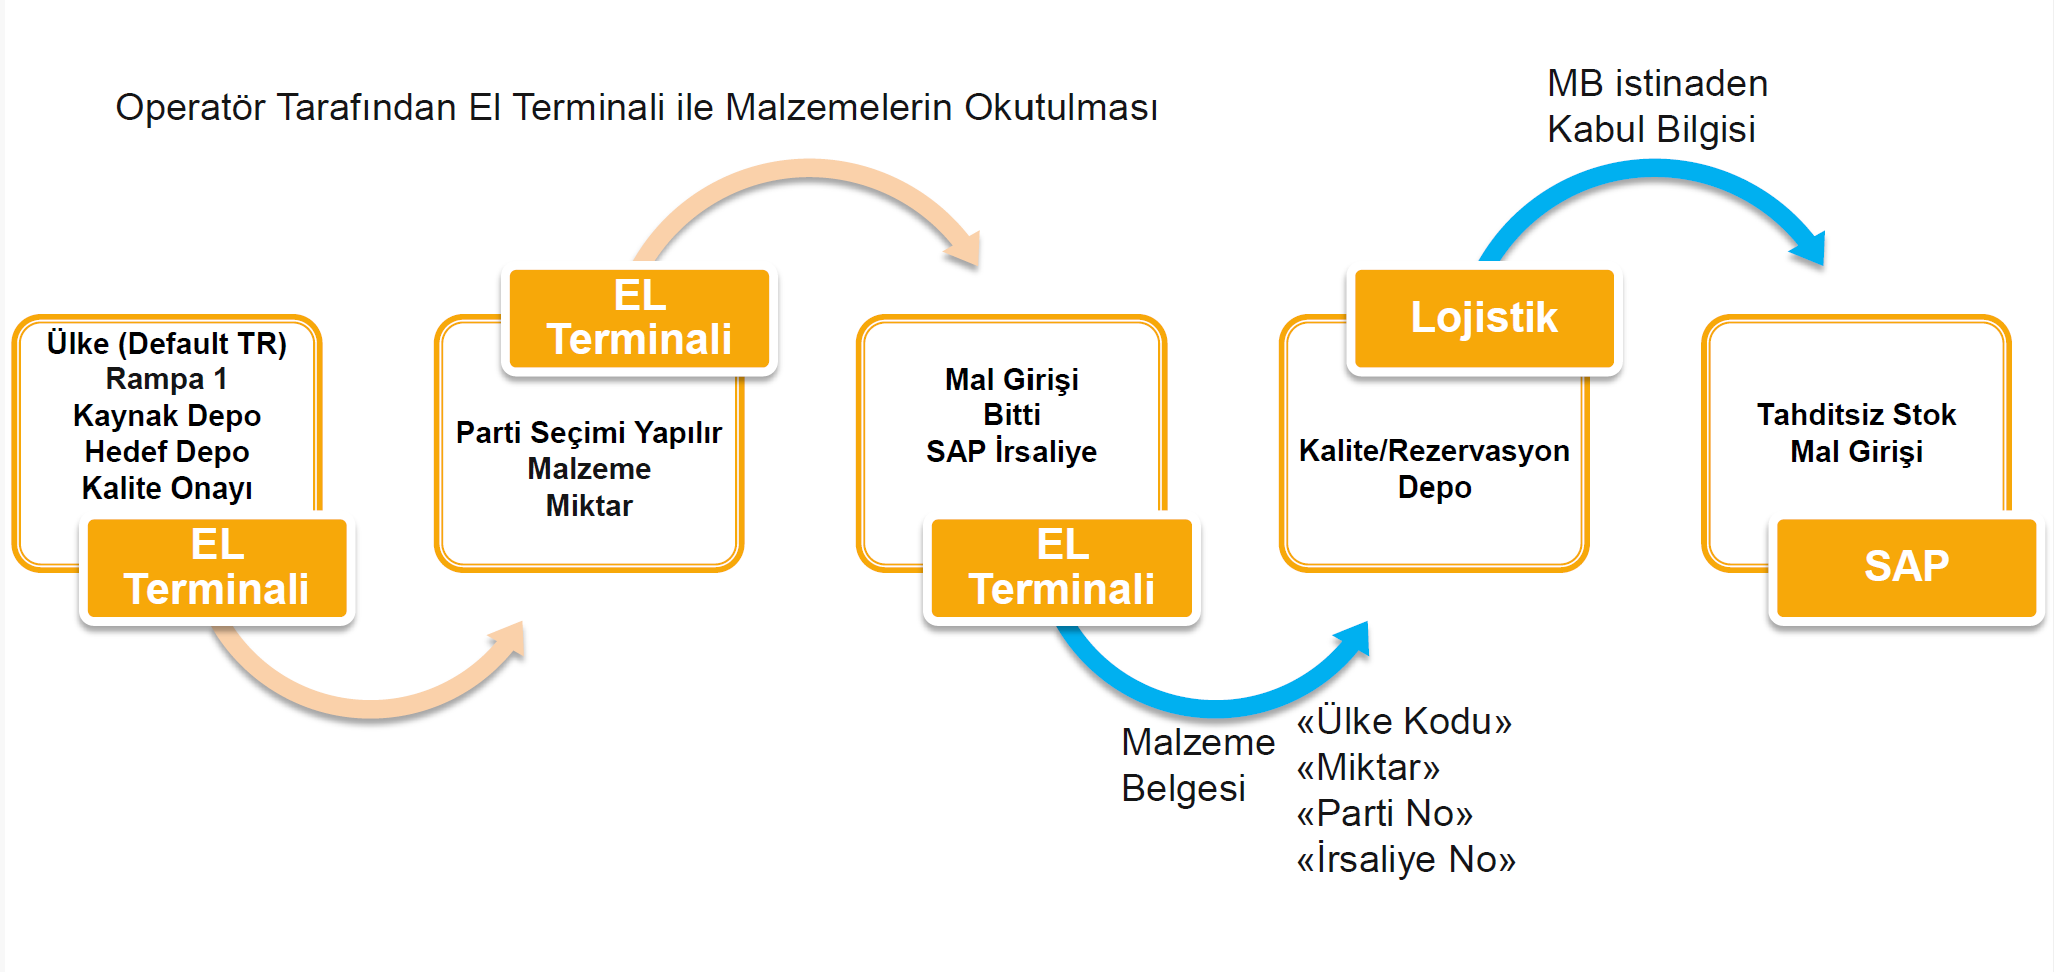 Operatör Tarafından El Terminali ile Malzemelerin Okutulması
MB istinaden
Kabul Bilgisi
Ülke (Default TR)
Rampa 1
Kaynak Depo
Hedef Depo
Kalite Onayı
EL
Terminali
EL
Terminali
Parti Seçimi Yapılır
Malzeme
Miktar
Mal Girişi
Bitti
SAP İrsaliye
EL
Terminali
Malzeme
Belgesi
«Ülke Kodu»
«Miktar»
«Parti No»
«İrsaliye No»
Lojistik
Kalite/Rezervasyon
Depo
Tahditsiz Stok
Mal Girişi
SAP